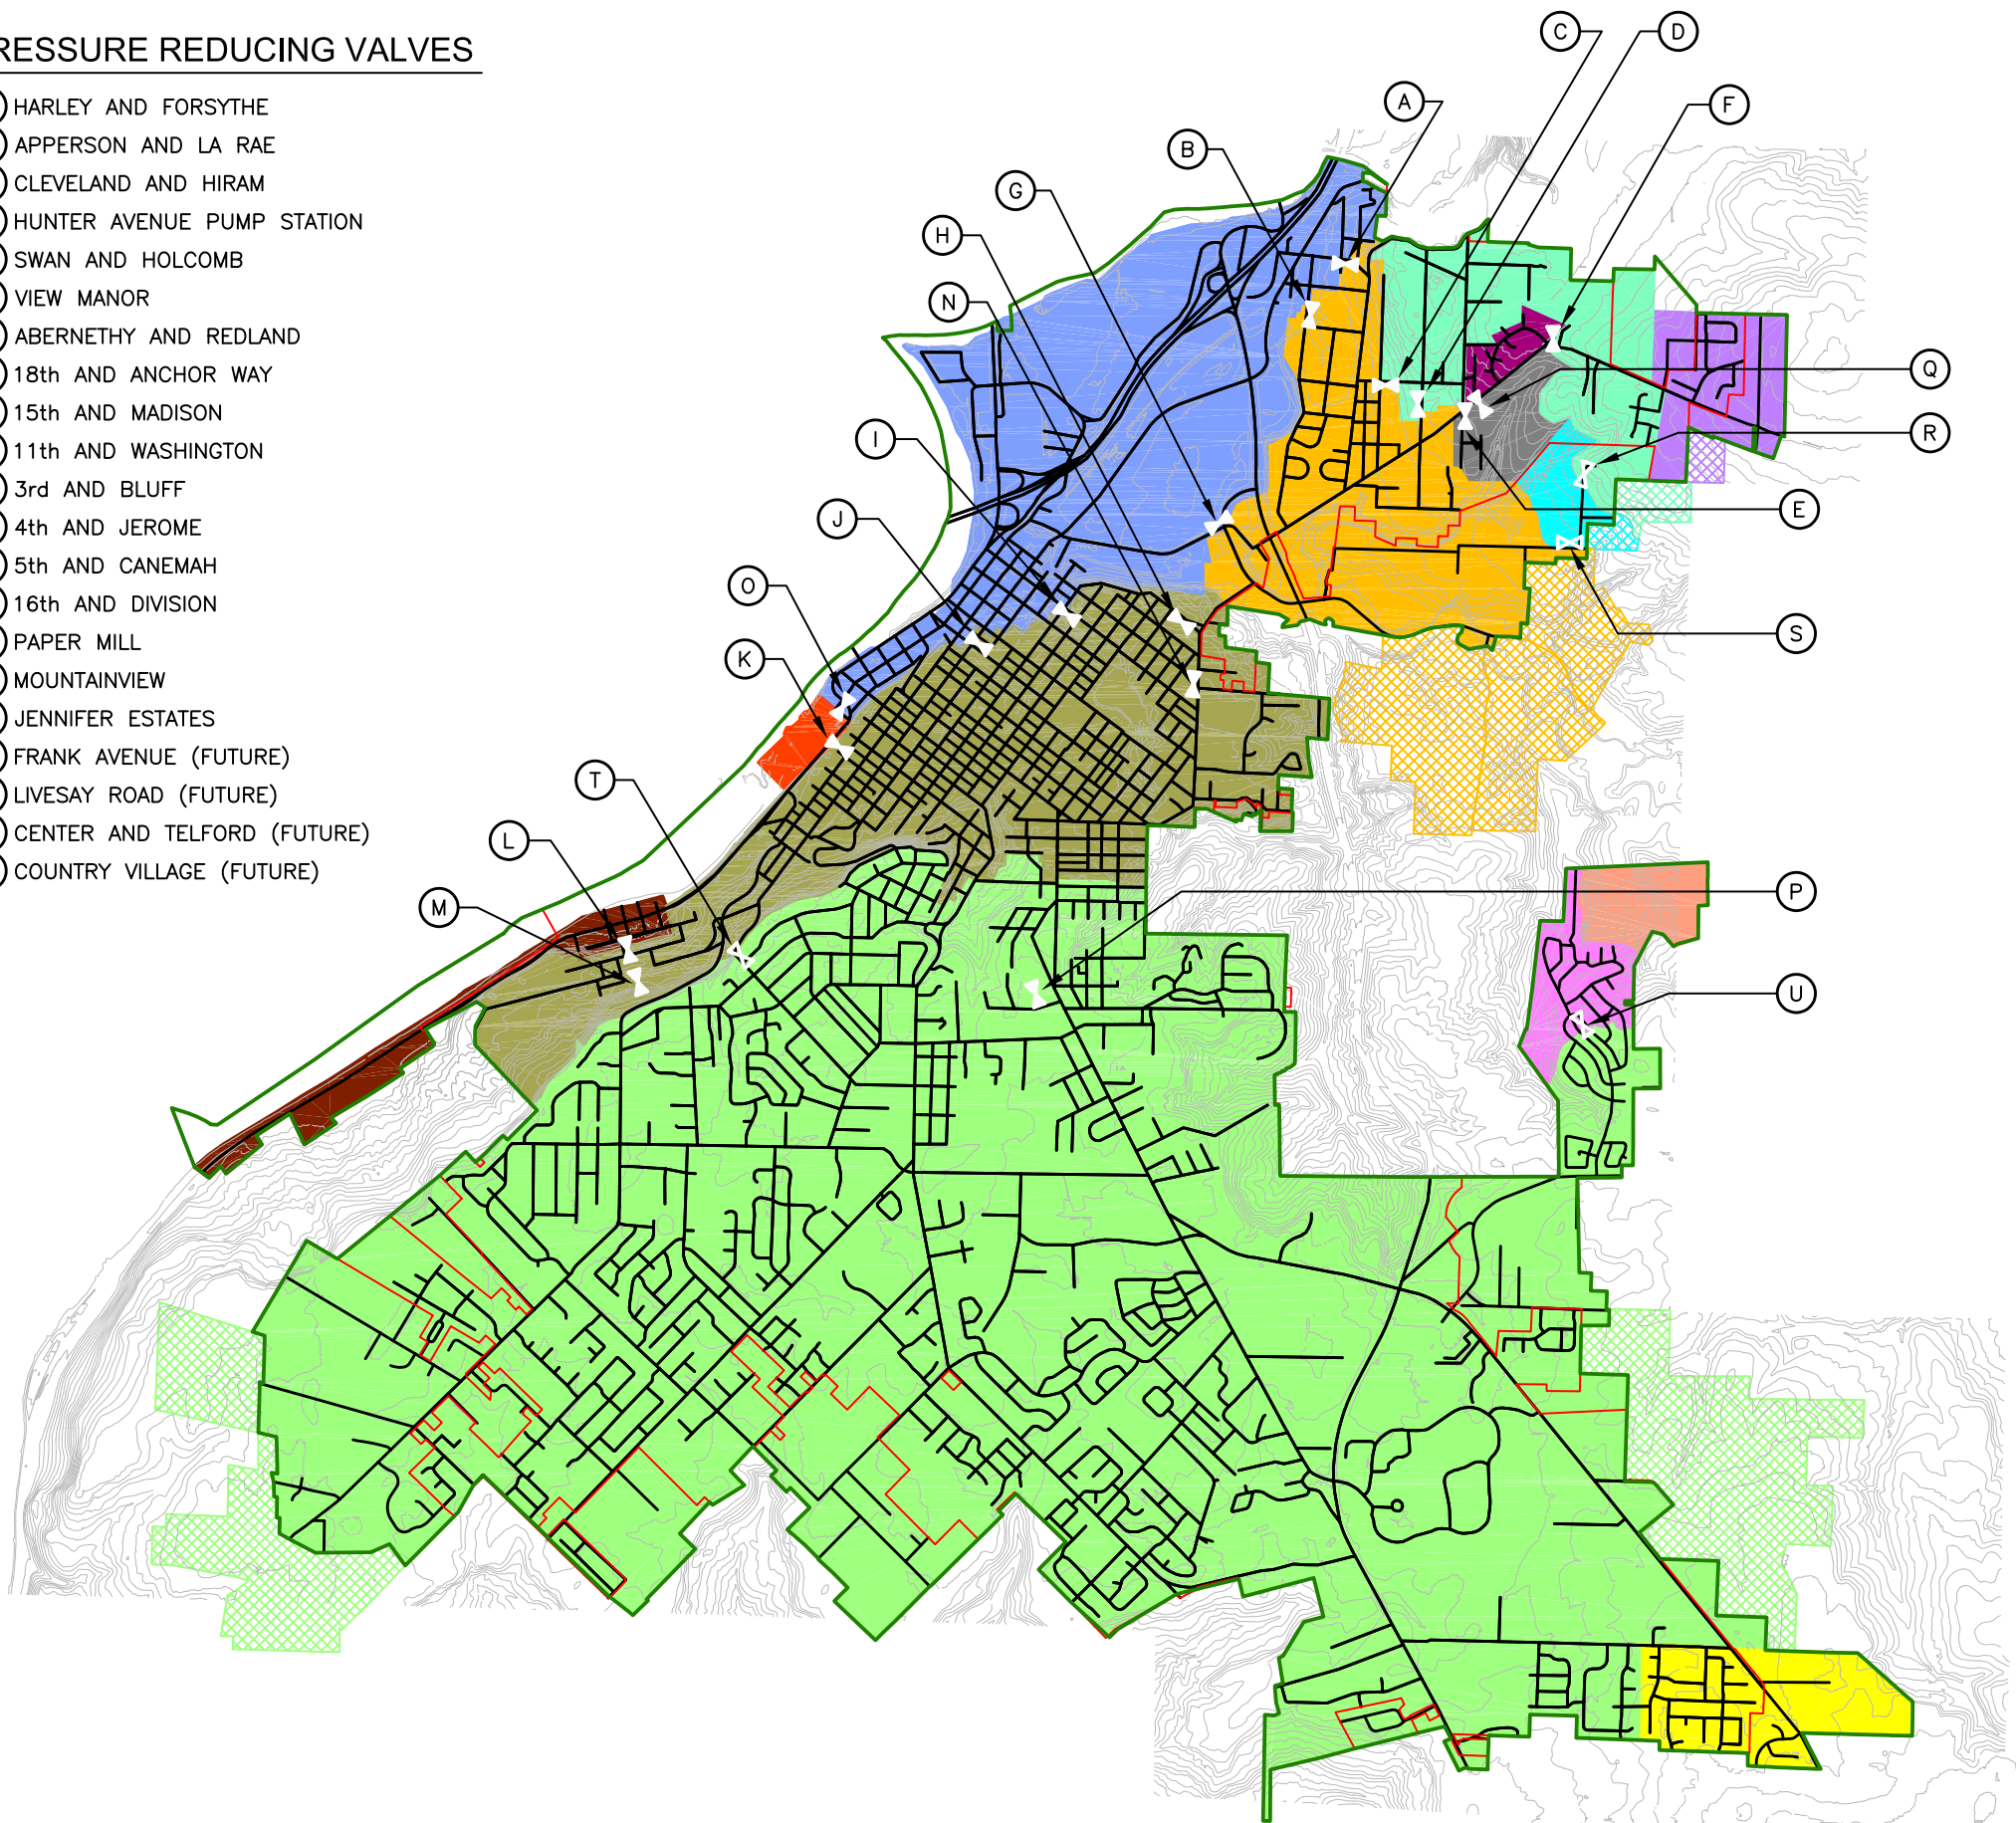 RESSURE REDUCING VALVES
HARLEY AND FORSYTHE
APPERSON AND LA RAE
CLEVELAND AND HIRAM
HUNTER AVENUE PUMP STATION
SWAN AND HOLCOMB
VIEW MANOR
ABERNETHY AND REDLAND
18th AND ANCHOR WAY
15th AND MADISON
11th AND WASHINGTON
3rd AND BLUFF
4th AND JEROME
5th AND CANEMAH
16th AND DIVISION
PAPER MILL
MOUNTAINVIEW
JENNIFER ESTATES
FRANK AVENUE (FUTURE)
LIVESAY ROAD (FUTURE)
CENTER AND TELFORD (FUTURE)
COUNTRY VILLAGE (FUTURE)
C
D
A
F
B
G
H
N
Q
I
R
J
E
O
S
K
T
L
P
M
U